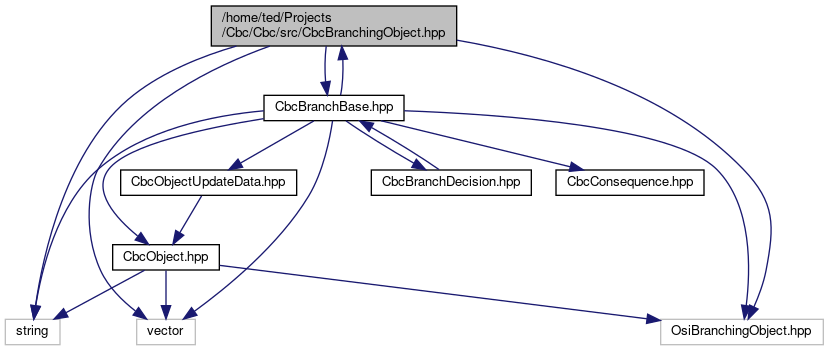 /home/ted/Projects
/Cbc/Cbc/src/CbcBranchingObject.hpp
CbcBranchBase.hpp
CbcObjectUpdateData.hpp
CbcBranchDecision.hpp
CbcConsequence.hpp
CbcObject.hpp
string
vector
OsiBranchingObject.hpp